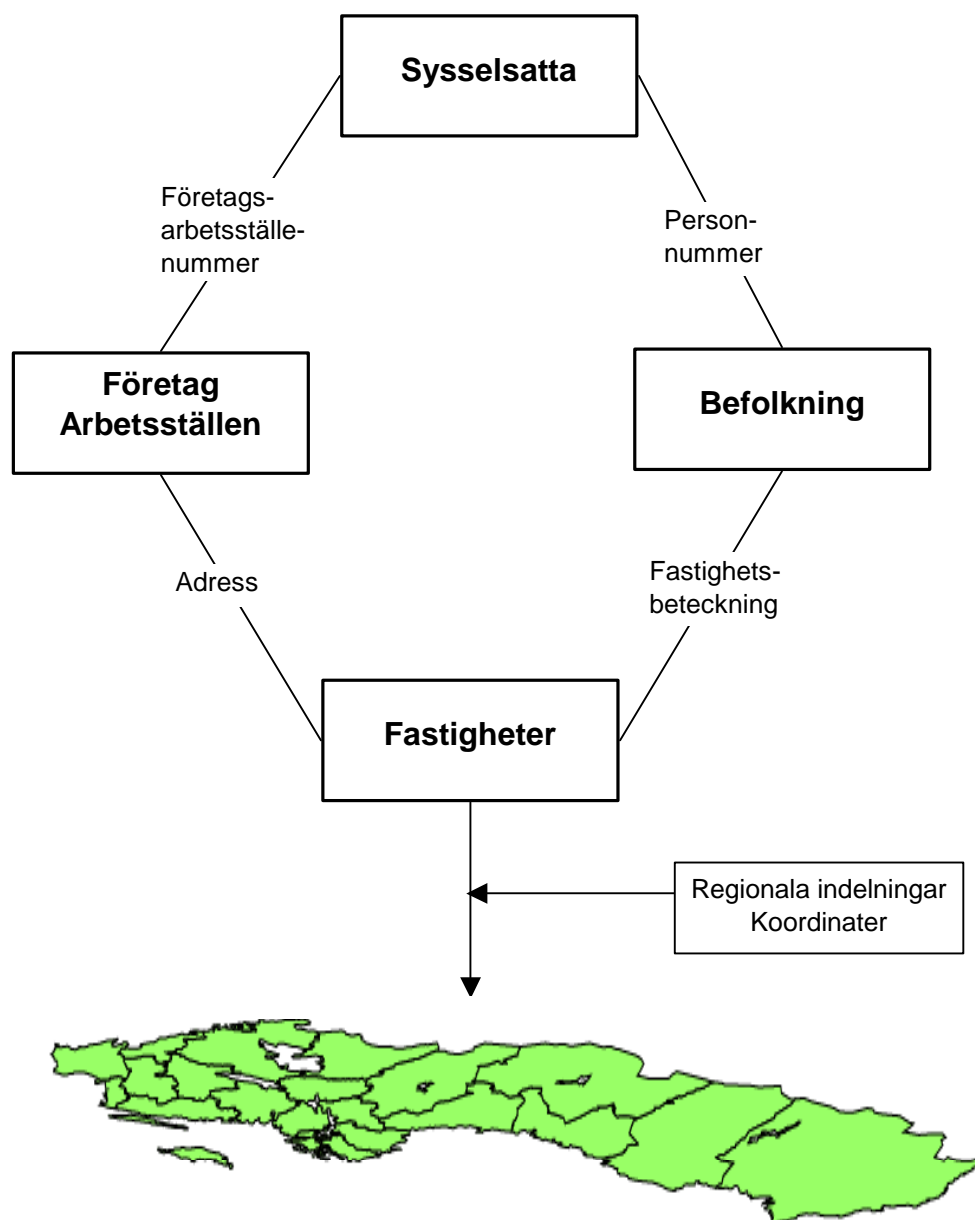 Sysselsatta
Företags-
arbetsställe-
nummer
Person-
nummer
Företag
Arbetsställen
Befolkning
Adress
Fastighets-
beteckning
Fastigheter
Regionala indelningar
Koordinater